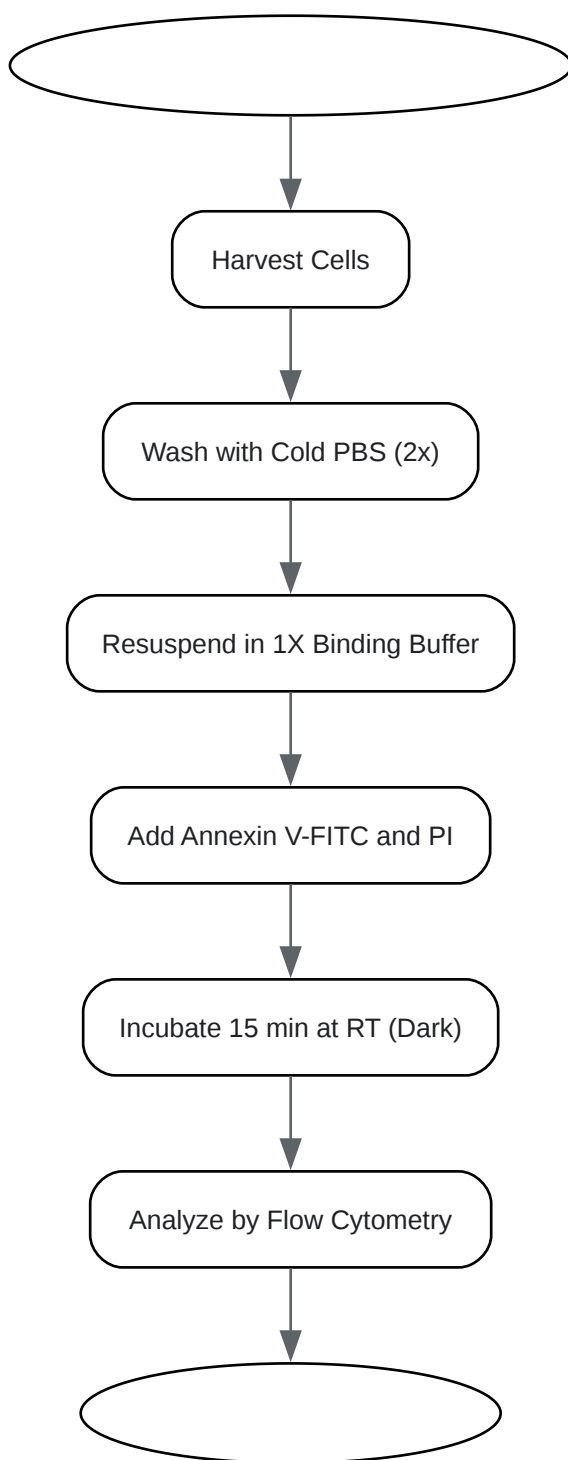 Harvest Cells
Wash with Cold PBS (2x)
Resuspend in 1X Binding Buffer
Add Annexin V-FITC and PI
Incubate 15 min at RT (Dark)
Analyze by Flow Cytometry